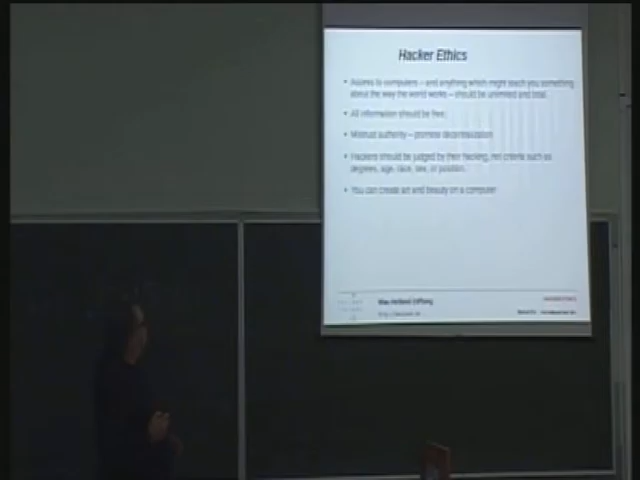 Hacker Ethics
• Access to computers – and anything which might teach you something
about the way the world works – should be unlimited and total.
• All information should be free.
• Mistrust authority – promote decentralization
• Hackers should be judged by their hacking, not criteria such as
degrees, age, race, sex, or position.
• You can create art and beauty on a computer
Wau Holland Stiftung